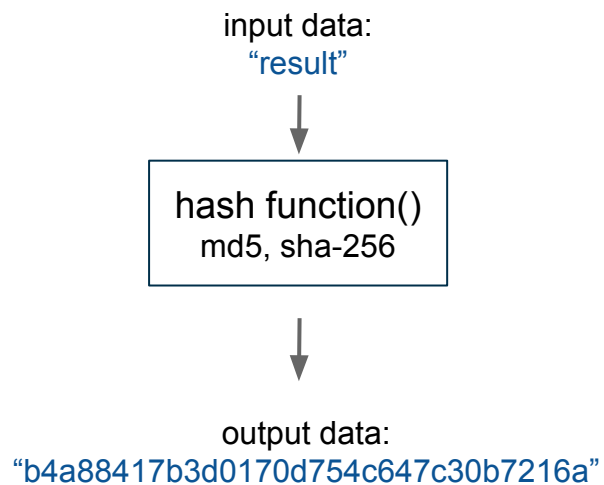 input data:
“result”
hash function()
md5, sha-256
output data:
“b4a88417b3d0170d754c647c30b7216a”